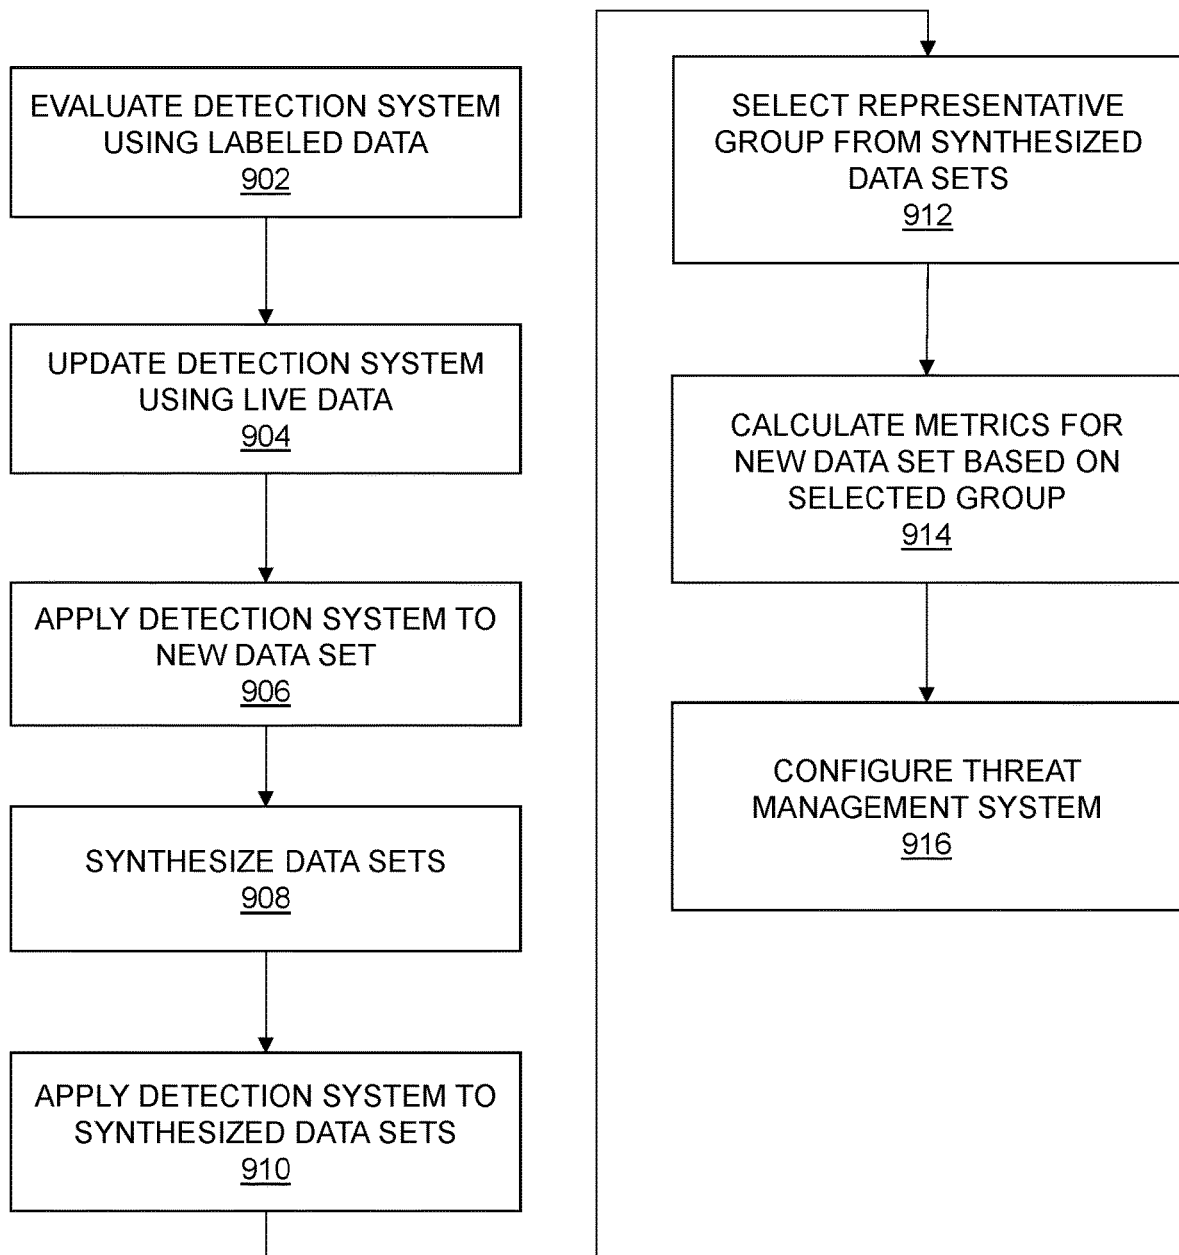 EVALUATE DETECTION SYSTEM
USING LABELED DATA
902
UPDATE DETECTION SYSTEM
USING LIVE DATA
904
APPLY DETECTION SYSTEM TO
NEW DATA SET
906
SYNTHESIZE DATA SETS
908
APPLY DETECTION SYSTEM TO
SYNTHESIZED DATA SETS
910
SELECT REPRESENTATIVE
GROUP FROM SYNTHESIZED
DATA SETS
912
CALCULATE METRICS FOR
NEW DATA SET BASED ON
SELECTED GROUP
914
CONFIGURE THREAT
MANAGEMENT SYSTEM
916